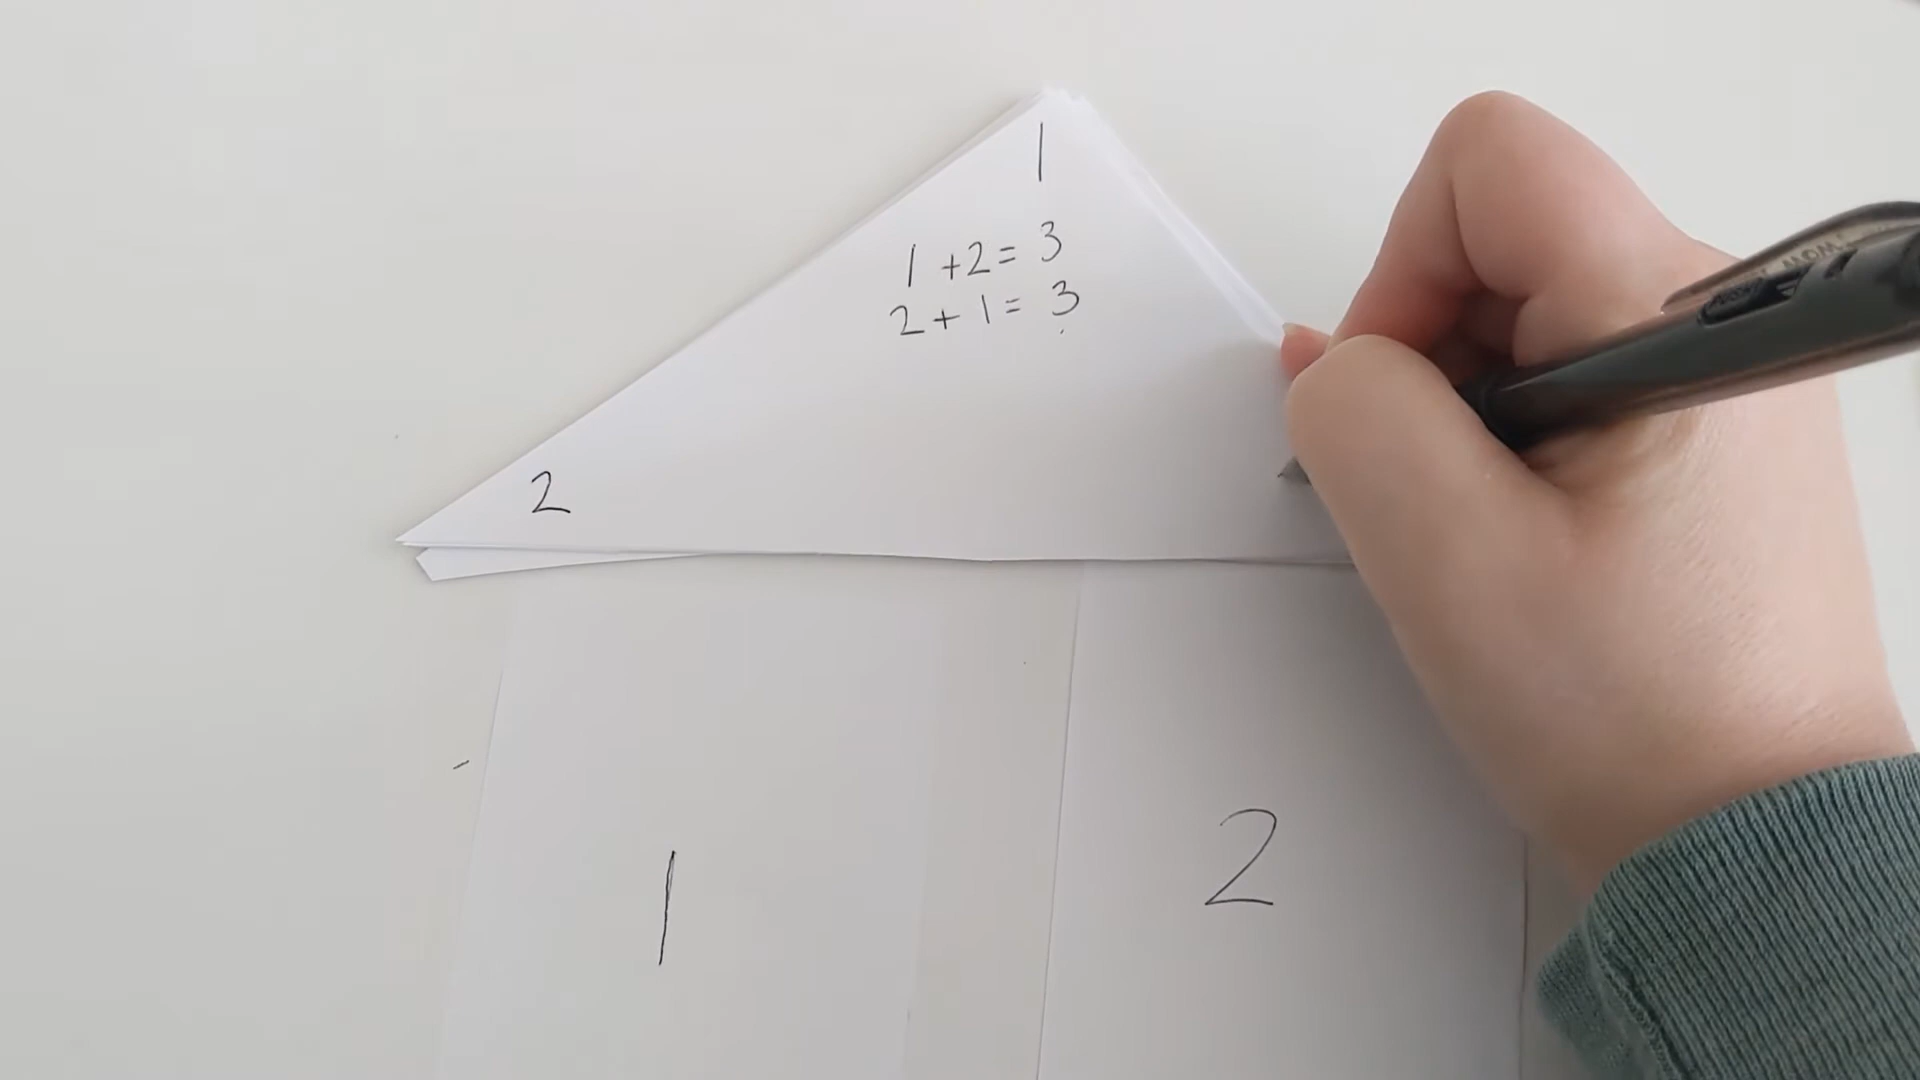 1
1 + 2 = 3
2 + 1 = 3
2
1
2